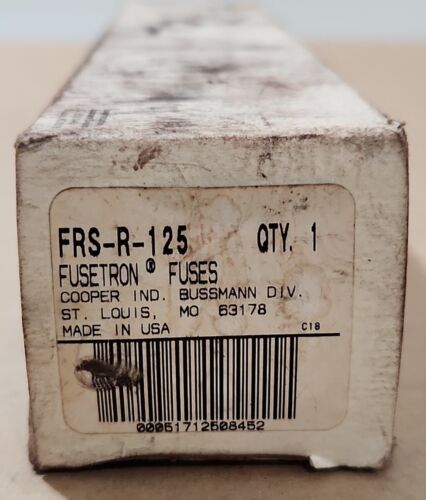 FRS-R-125 QTY. 1
FUSETRON® FUSES
COOPER IND. BUSSMANN DIV.
ST. LOUIS, MO 63178
MADE IN USA C18
00051712508452